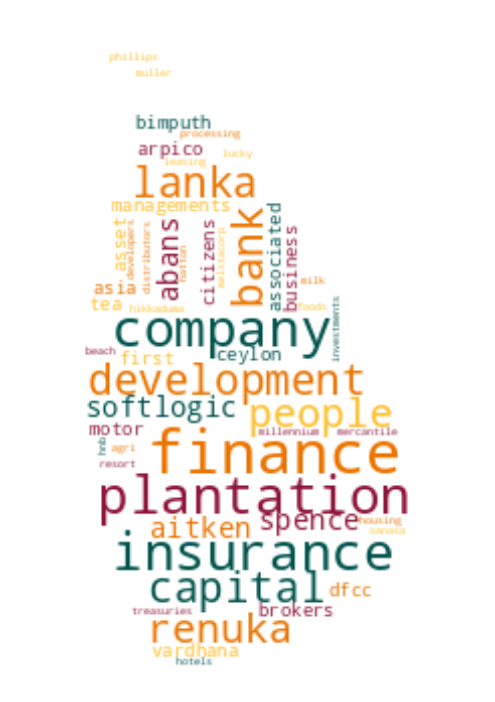 phillips
muller
bimputh
processing
arpico
lucky
leasing
lanka
managements
asset
developers
distributors
abans
hatton
citizens
melstacorp
bank
associated
business
asia
milk
tea
hikkaduwa
foods
investments
company
beach
first
ceylon
development
softlogic
people
motor
millennium
mercantile
hnb
agri
finance
resort
plantation
spence
housing
aitken
sanasa
insurance
capital
dfcc
treasuries
brokers
renuka
vardhana
hotels